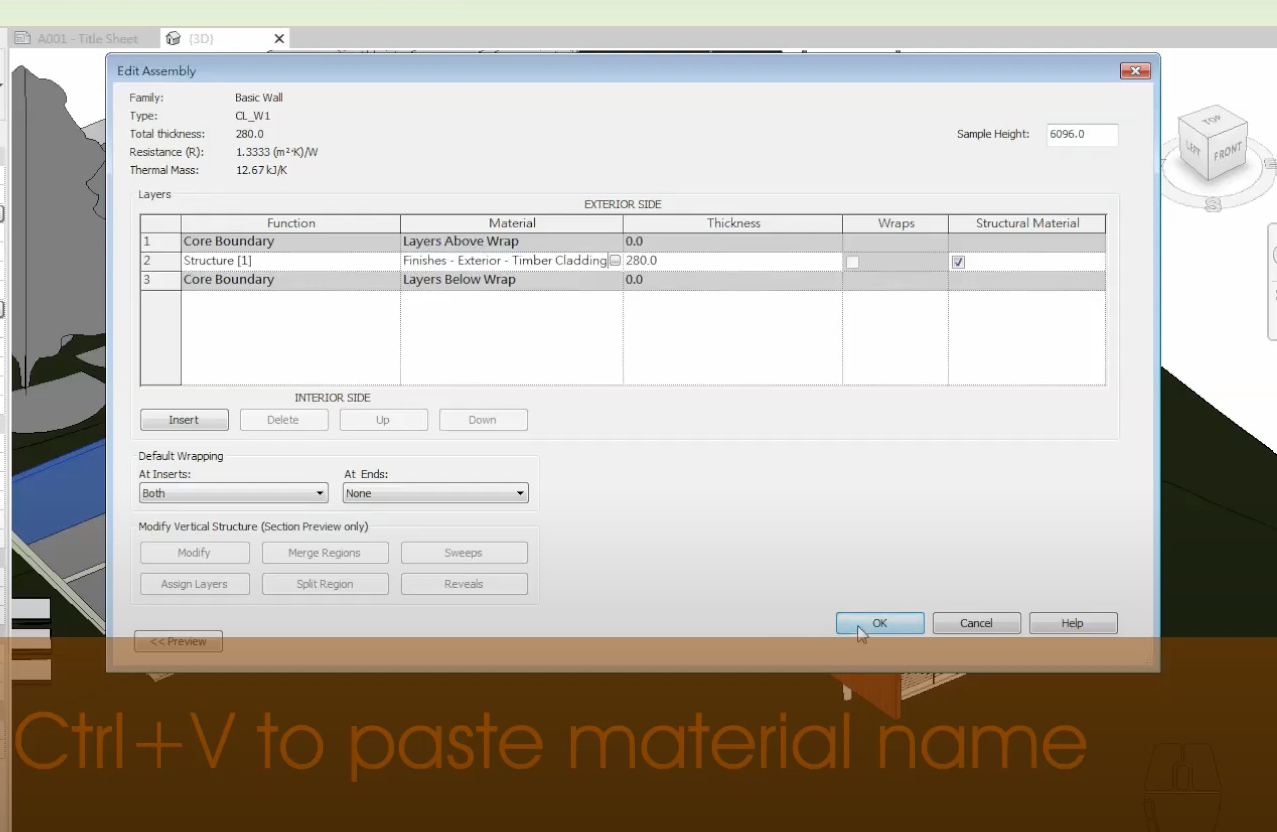 A001 - Title Sheet
{3D}
Edit Assembly
Family: Basic Wall
Type: CL_W1
Total thickness: 280.0
Sample Height: 6096.0
Resistance (R): 1.3333 (m²·K)/W
Thermal Mass: 12.67 kJ/K
TOP
LEFT
FRONT
S
Layers
EXTERIOR SIDE
Function Material Thickness Wraps Structural Material
1 Core Boundary Layers Above Wrap 0.0
2 Structure [1] Finishes - Exterior - Timber Cladding 280.0
3 Core Boundary Layers Below Wrap 0.0
INTERIOR SIDE
Insert Delete Up Down
Default Wrapping
At Inserts: At Ends:
Both None
Modify Vertical Structure (Section Preview only)
Modify Merge Regions Sweeps
Assign Layers Split Region Reveals
OK Cancel Help
<< Preview
Ctrl+V to paste material name